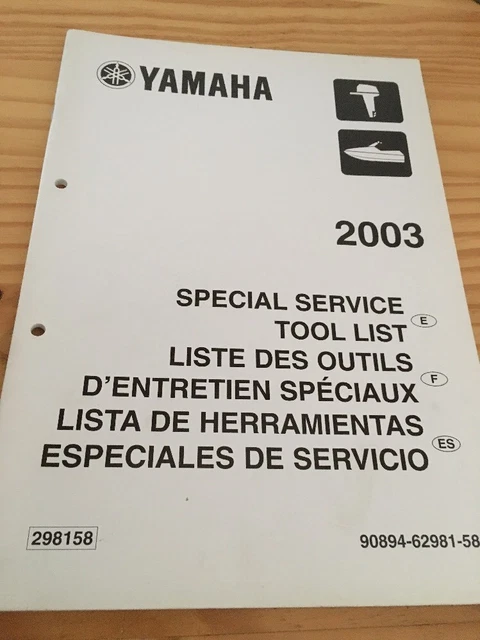 YAMAHA
2003
SPECIAL SERVICE
TOOL LIST E
LISTE DES OUTILS
D'ENTRETIEN SPÉCIAUX F
LISTA DE HERRAMIENTAS
ESPECIALES DE SERVICIO ES
298158
90894-62981-58